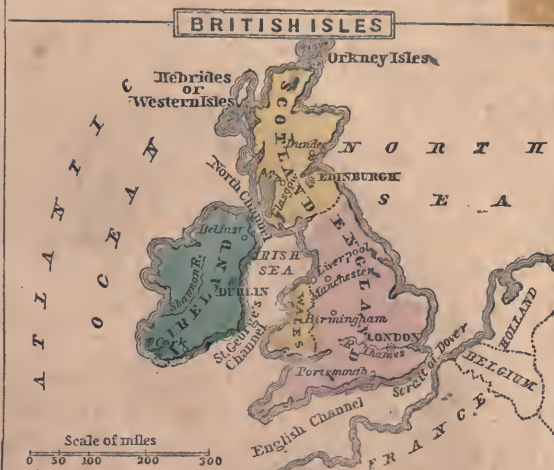 BRITISH ISLES
Orkney Isles
Hebrides
or
Western Isles
ATLANTIC
OCEAN
SCOTLAND
Dundee
NORTH
SEA
EDINBURGH
Glasgow
North Channel
Belfast
IRISH
SEA
ENGLAND
Liverpool
Manchester
Shannon R.
IRELAND
DUBLIN
WALES
Birmingham
St. George's
Channel
Cork
LONDON
R. Thames
Portsmouth
Strait of Dover
HOLLAND
BELGIUM
English Channel
FRANCE
Scale of miles
0 50 100 200 300